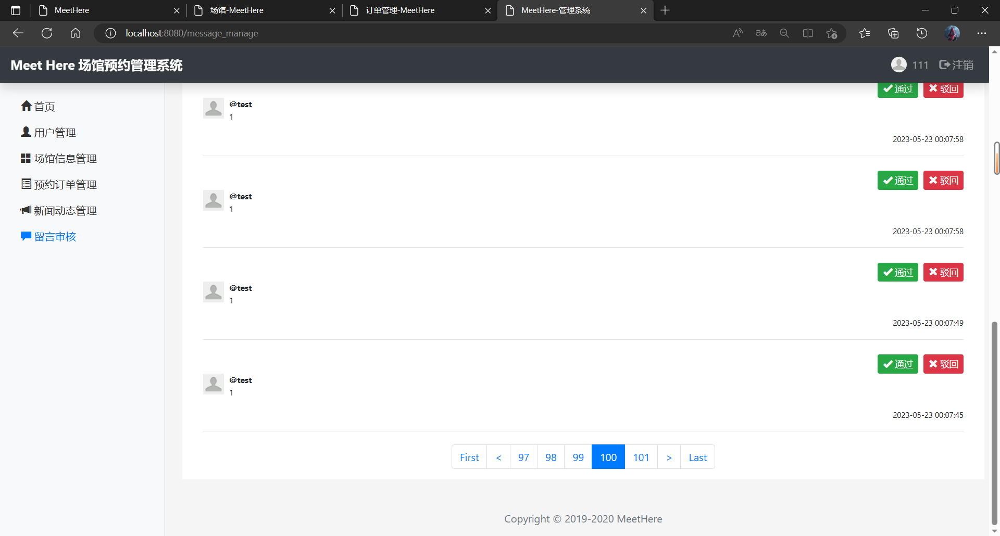 MeetHere
场馆-MeetHere
订单管理-MeetHere
MeetHere-管理系统
localhost:8080/message_manage
Meet Here 场馆预约管理系统
111 注销
首页
用户管理
场馆信息管理
预约订单管理
新闻动态管理
留言审核
通过 驳回
@test
1
2023-05-23 00:07:58
通过 驳回
@test
1
2023-05-23 00:07:58
通过 驳回
@test
1
2023-05-23 00:07:49
通过 驳回
@test
1
2023-05-23 00:07:45
First < 97 98 99 100 101 > Last
Copyright © 2019-2020 MeetHere